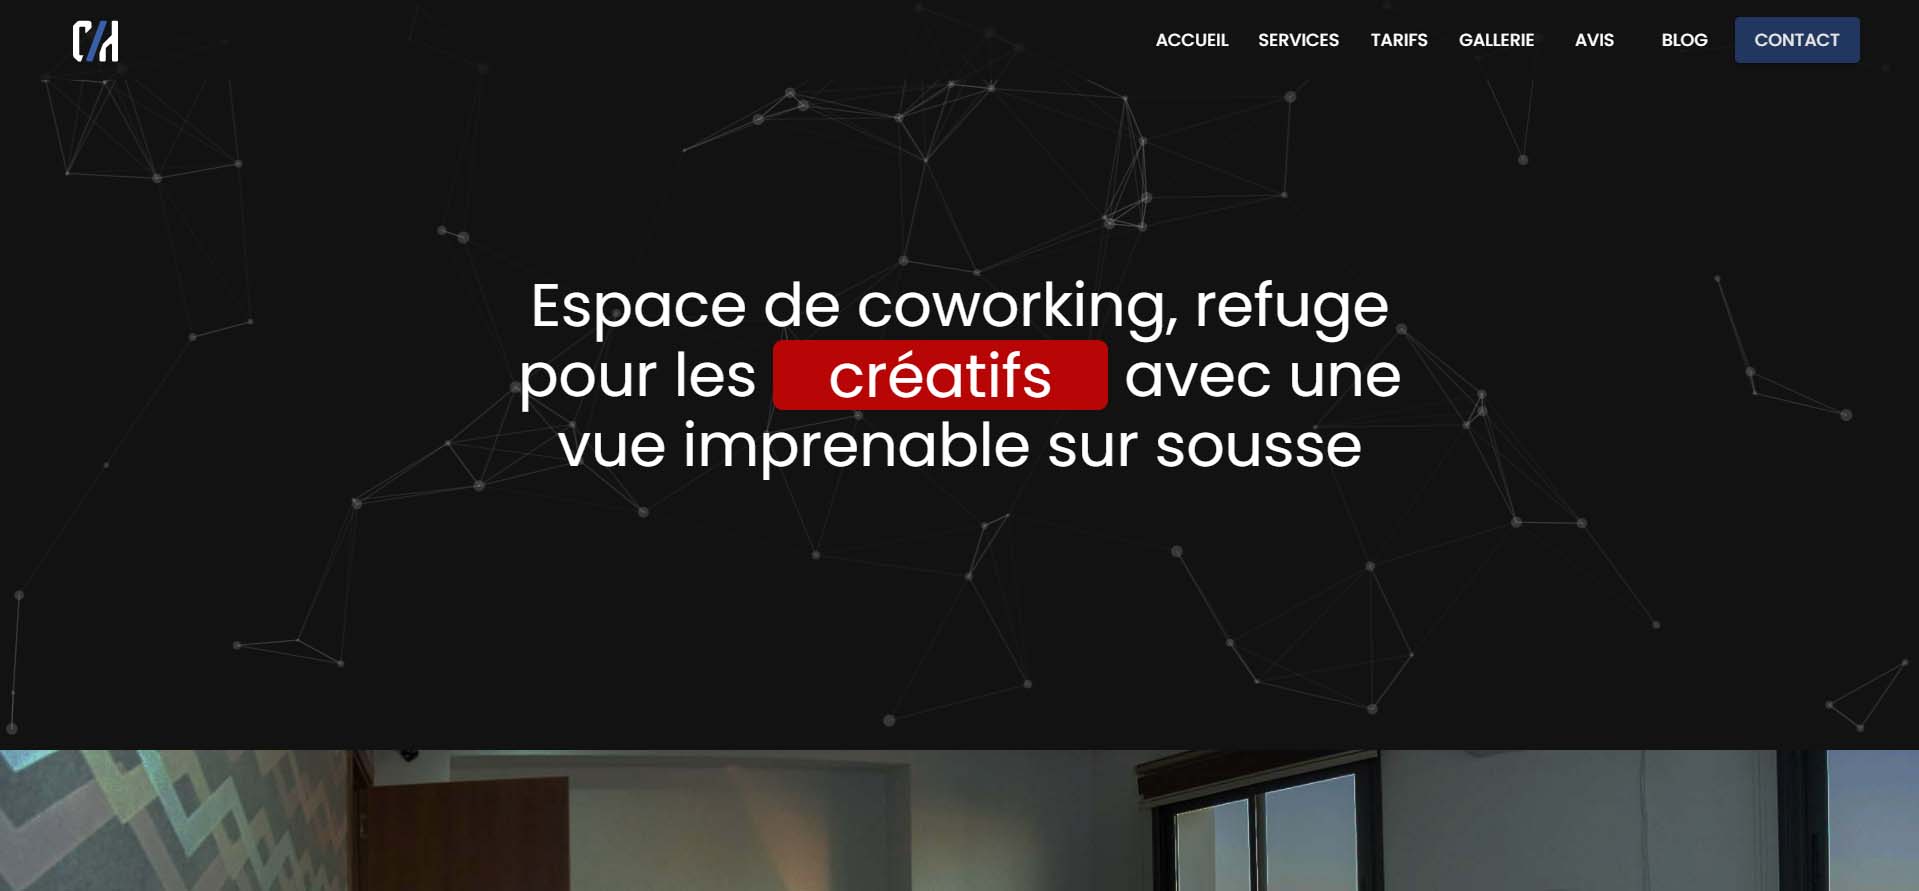 C/H
ACCUEIL SERVICES TARIFS GALLERIE AVIS BLOG CONTACT
Espace de coworking, refuge
pour les créatifs avec une
vue imprenable sur sousse